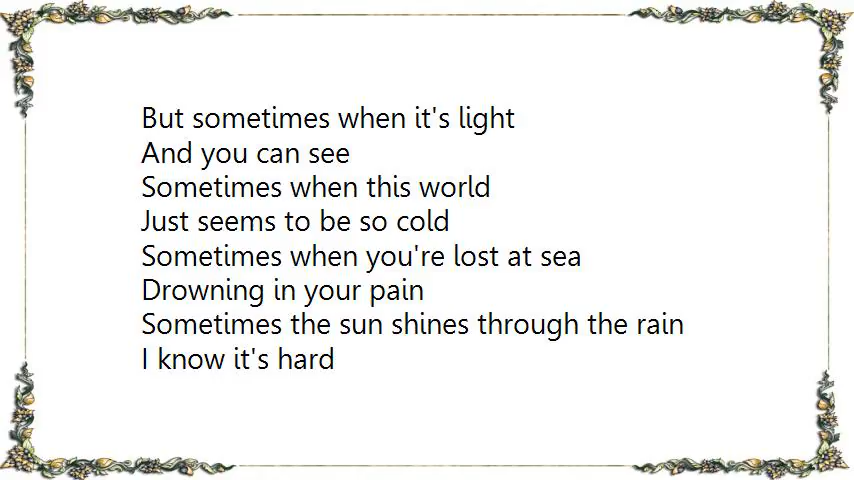 But sometimes when it's light
And you can see
Sometimes when this world
Just seems to be so cold
Sometimes when you're lost at sea
Drowning in your pain
Sometimes the sun shines through the rain
I know it's hard